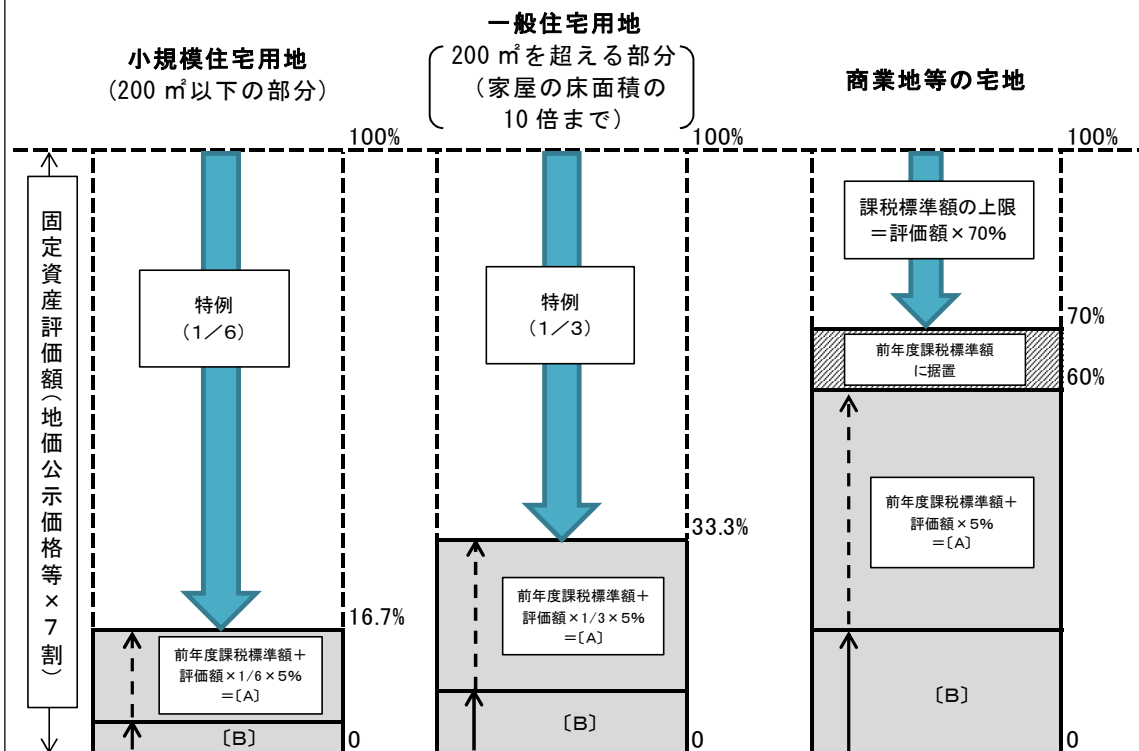 小規模住宅用地
(200 ㎡以下の部分)
一般住宅用地
200 ㎡を超える部分
(家屋の床面積の
10 倍まで)
商業地等の宅地
100%
100%
100%
固定資産評価額(地価公示価格等×7割)
特例
(1/6)
特例
(1/3)
課税標準額の上限
＝評価額×70%
70%
前年度課税標準額
に据置
60%
前年度課税標準額＋
評価額×5%
＝〔A〕
33.3%
前年度課税標準額＋
評価額×1/3×5%
＝〔A〕
16.7%
前年度課税標準額＋
評価額×1/6×5%
＝〔A〕
〔B〕
0
〔B〕
0
〔B〕
0